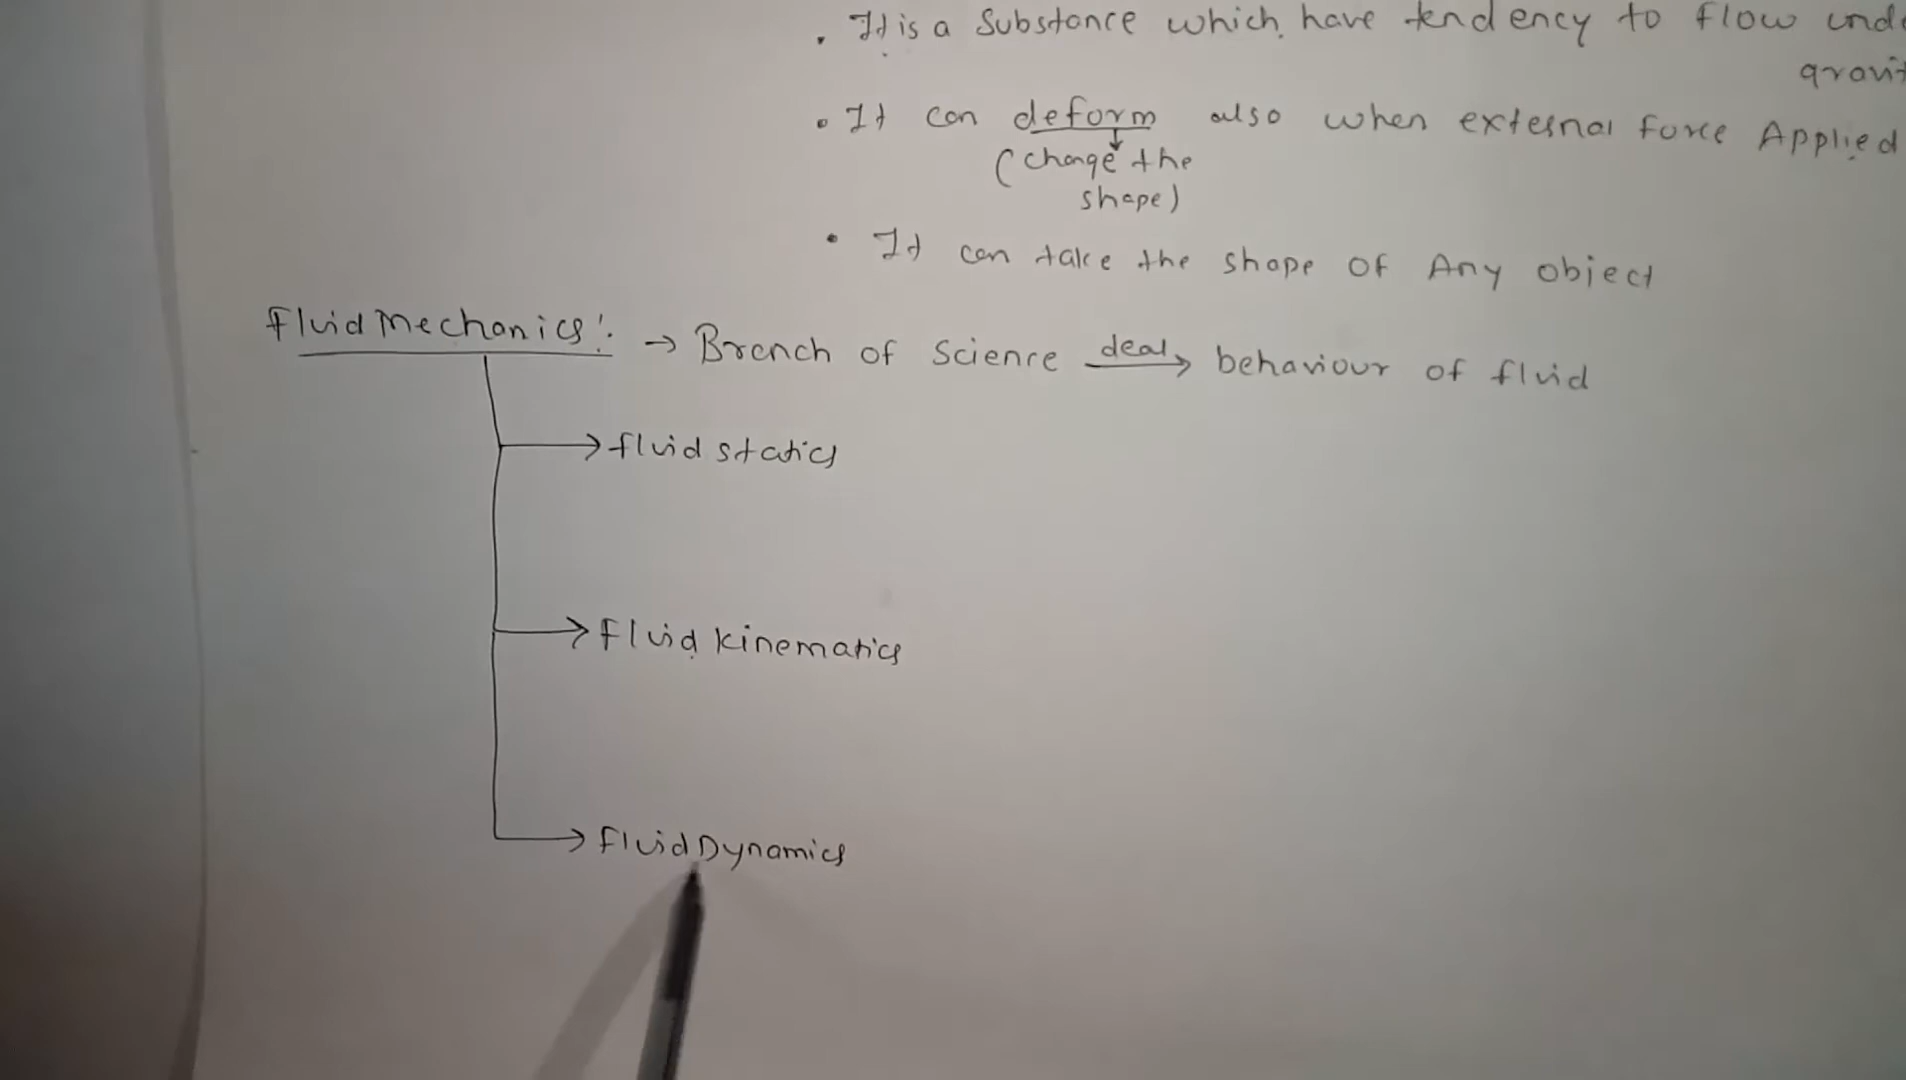 . It is a Substance which have tendency to flow
• It can deform also when external force Applied
(change the
shape)
• It can take the shape of Any object
Fluid Mechanics: → Branch of Science deal → behaviour of fluid
→ fluid statics
→ fluid kinematics
→ fluid Dynamics